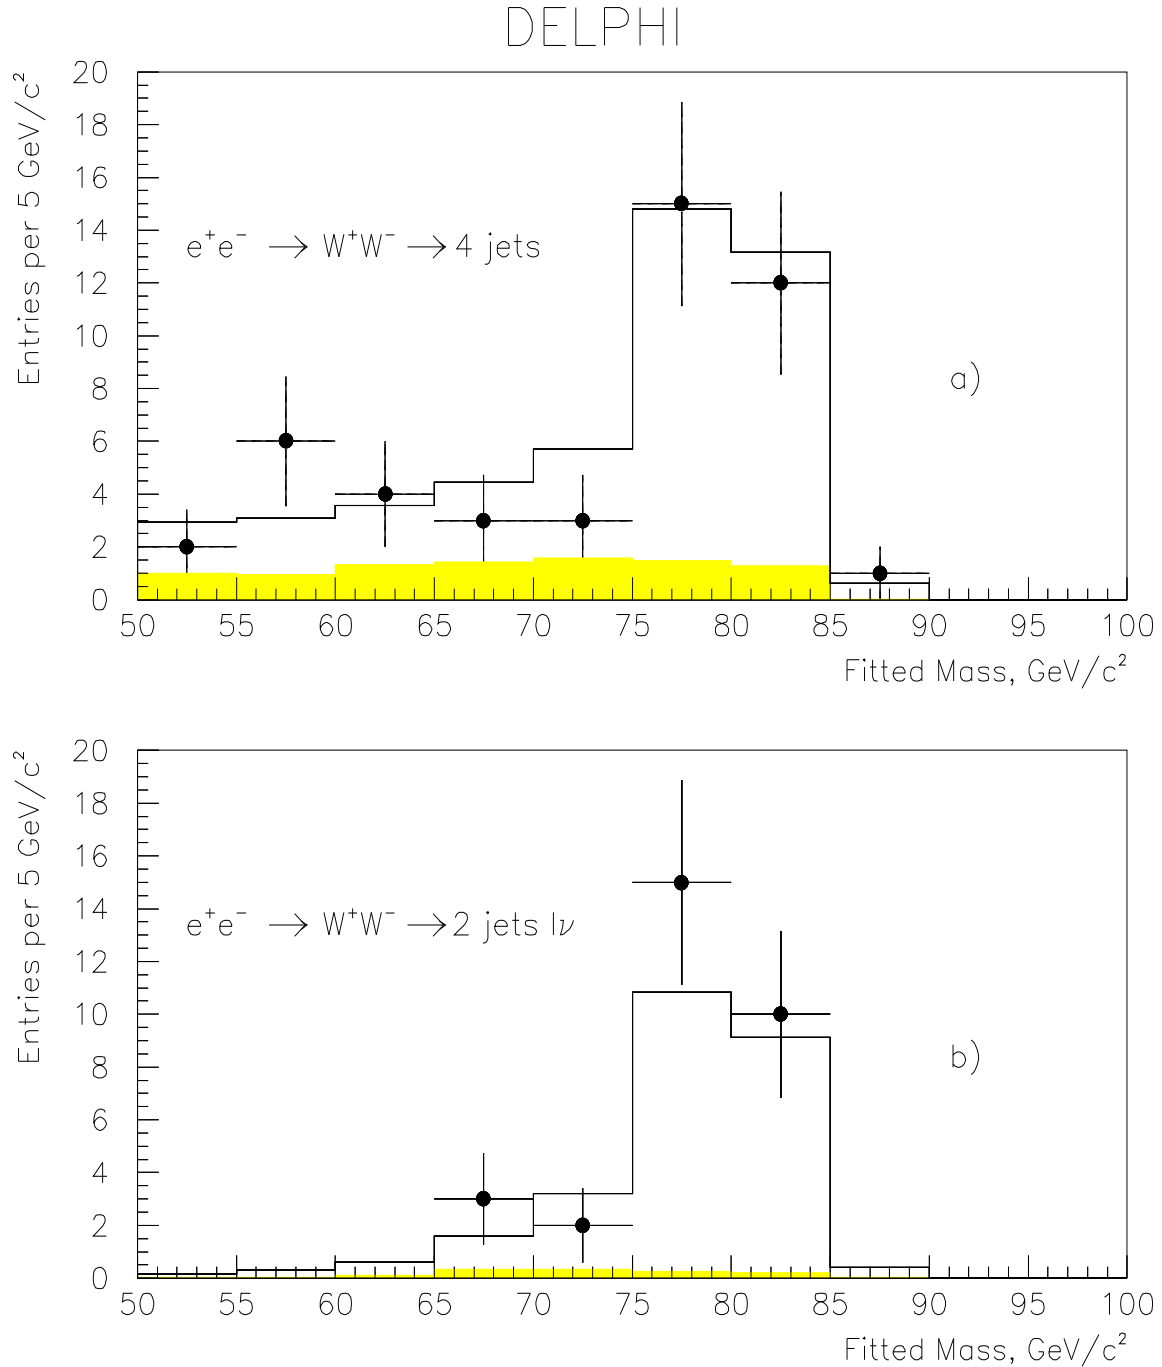 DELPHI
Entries per 5 GeV/c²
20
18
16
14
12
10
8
6
4
2
0
e⁺e⁻ → W⁺W⁻ → 4 jets
a)
50 55 60 65 70 75 80 85 90 95 100
Fitted Mass, GeV/c²
Entries per 5 GeV/c²
20
18
16
14
12
10
8
6
4
2
0
e⁺e⁻ → W⁺W⁻ → 2 jets lν
b)
50 55 60 65 70 75 80 85 90 95 100
Fitted Mass, GeV/c²